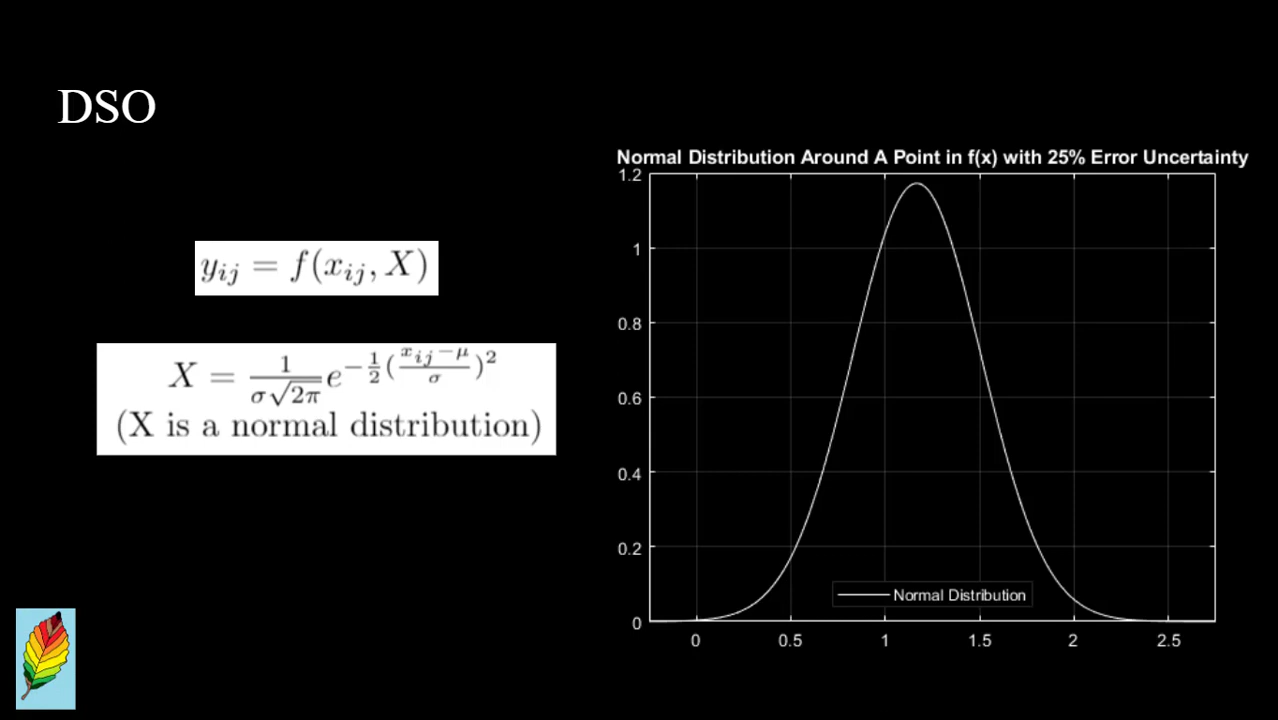 DSO
y_{ij} = f(x_{ij}, X)
X = \frac{1}{\sigma\sqrt{2\pi}} e^{-\frac{1}{2}(\frac{x_{ij}-\mu}{\sigma})^2}
(X is a normal distribution)
Normal Distribution Around A Point in f(x) with 25% Error Uncertainty
1.2
1
0.8
0.6
0.4
0.2
0
Normal Distribution
0 0.5 1 1.5 2 2.5